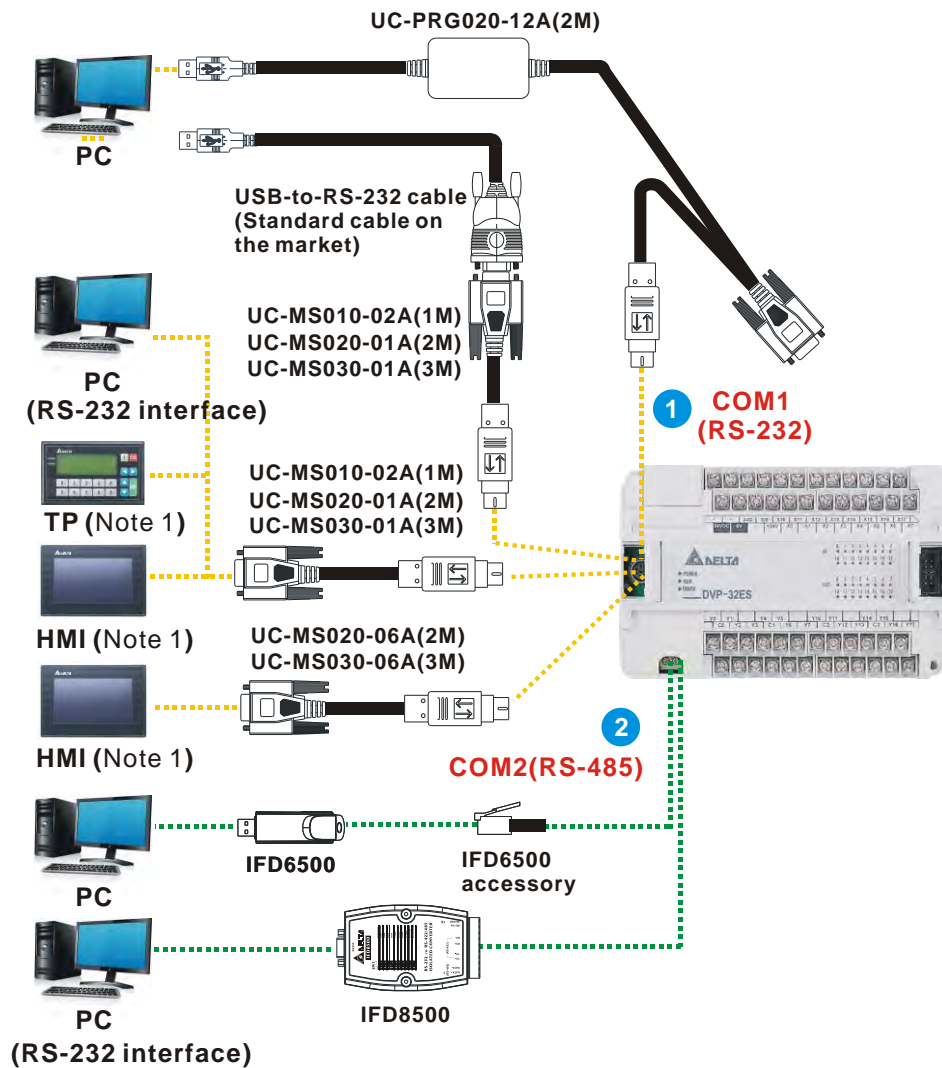 UC-PRG020-12A(2M)
PC
USB-to-RS-232 cable
(Standard cable on
the market)
UC-MS010-02A(1M)
UC-MS020-01A(2M)
UC-MS030-01A(3M)
PC
(RS-232 interface)
1
COM1
(RS-232)
UC-MS010-02A(1M)
UC-MS020-01A(2M)
UC-MS030-01A(3M)
TP (Note 1)
DELTA
DVP-32ES
HMI (Note 1)
UC-MS020-06A(2M)
UC-MS030-06A(3M)
HMI (Note 1)
2
COM2(RS-485)
IFD6500
IFD6500
accessory
PC
DELTA
IFD8500
PC
(RS-232 interface)